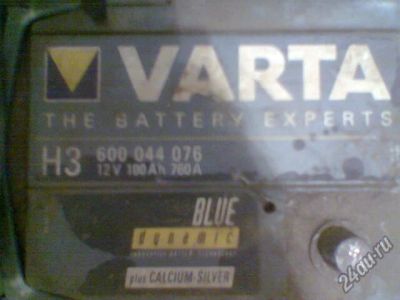 VARTA
THE BATTERY EXPERTS
H3 600 044 076
12V 100Ah 760A
BLUE
dynamic
plus CALCIUM-SILVER
24au.ru